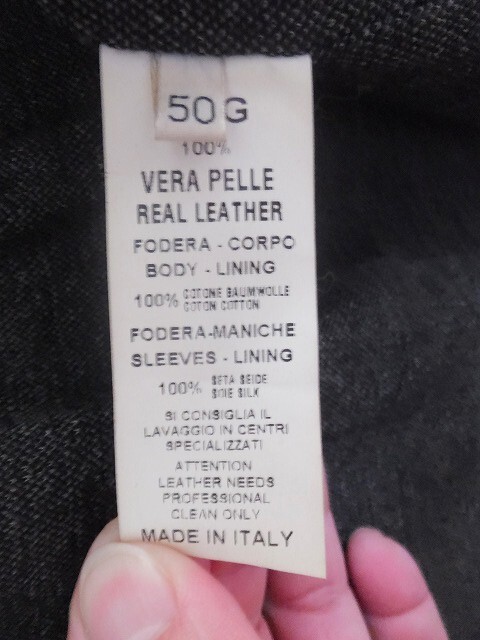 50G
100%
VERA PELLE
REAL LEATHER
FODERA - CORPO
BODY - LINING
100% COTONE BAUMWOLLE
COTON COTTON
FODERA-MANICHE
SLEEVES - LINING
100% SETA SEIDE
SOIE SILK
SI CONSIGLIA IL
LAVAGGIO IN CENTRI
SPECIALIZZATI
ATTENTION
LEATHER NEEDS
PROFESSIONAL
CLEAN ONLY
MADE IN ITALY